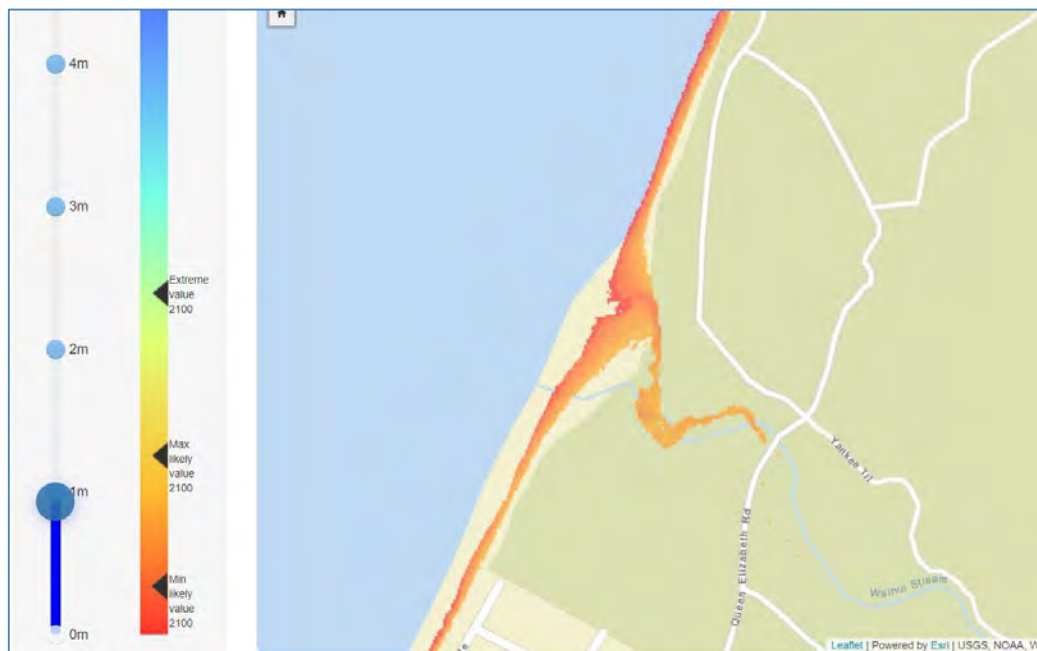 4m
3m
2m
1m
0m
Extreme
value
2100
Max
likely
value
2100
Min
likely
value
2100
Yankee Trl
Queen Elizabeth Rd
Wainui Stream
Leaflet | Powered by Esri | USGS, NOAA, W